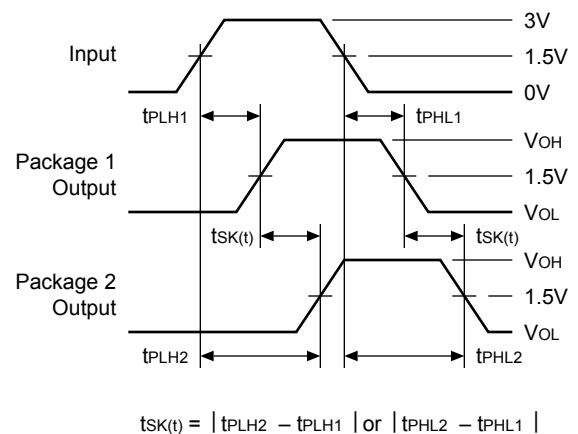 3V
Input
1.5V
0V
tPLH1
tPHL1
VOH
Package 1
Output
1.5V
VOL
tSK(t)
tSK(t)
VOH
Package 2
Output
1.5V
VOL
tPLH2
tPHL2
tSK(t) = | tPLH2 – tPLH1 | or | tPHL2 – tPHL1 |